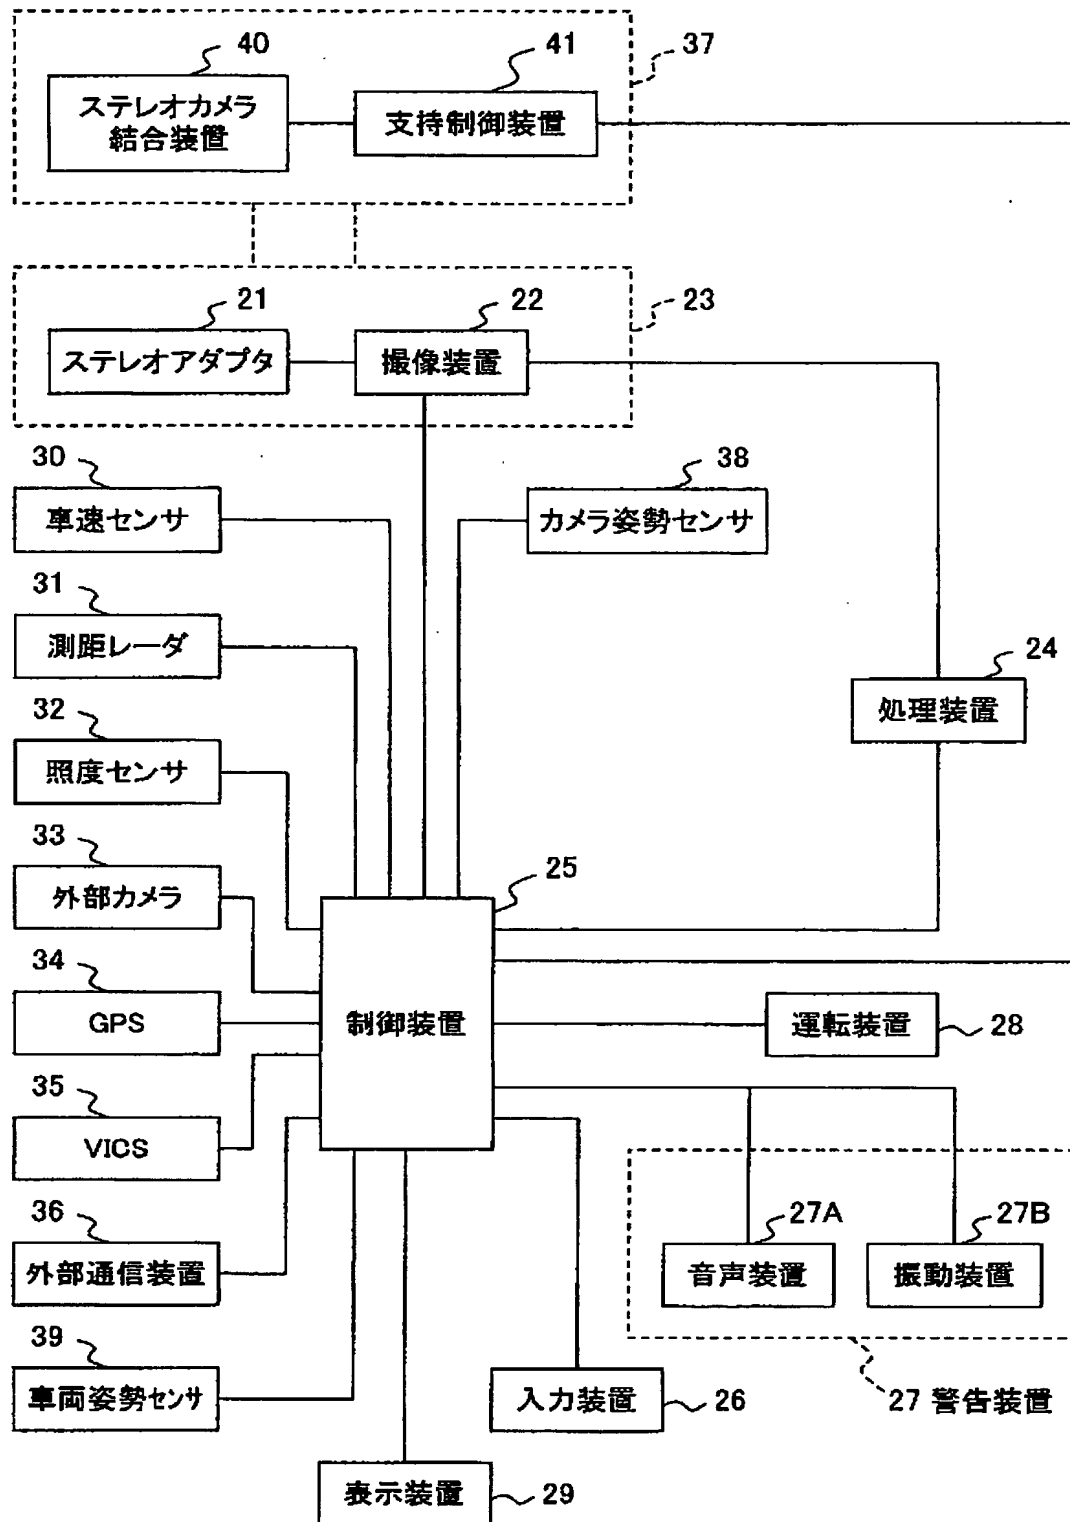 40
41
37
ステレオカメラ
結合装置
支持制御装置
21
22
23
ステレオアダプタ
撮像装置
30
38
車速センサ
カメラ姿勢センサ
31
測距レーダ
24
処理装置
32
照度センサ
33
外部カメラ
25
34
GPS
制御装置
運転装置
28
35
VICS
36
27A
27B
外部通信装置
音声装置
振動装置
39
車両姿勢センサ
入力装置
26
27 警告装置
表示装置
29